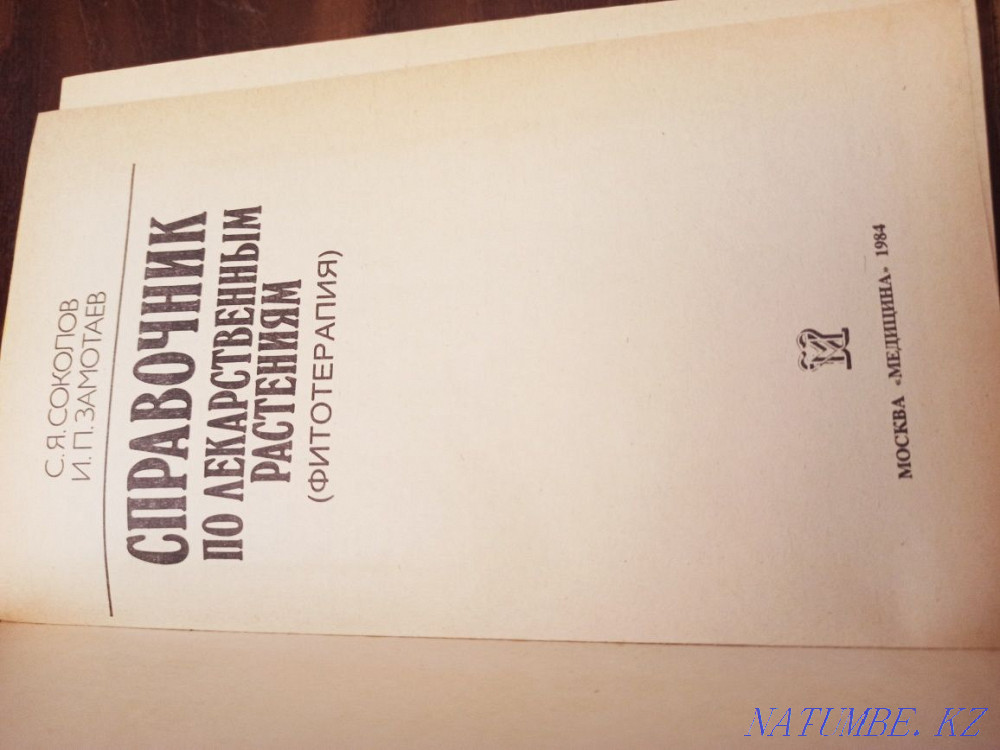 С.Я.СОКОЛОВ
И.П.ЗАМОТАЕВ
СПРАВОЧНИК
ПО ЛЕКАРСТВЕННЫМ
РАСТЕНИЯМ
(ФИТОТЕРАПИЯ)
МОСКВА «МЕДИЦИНА» 1984
NATUMBE.KZ